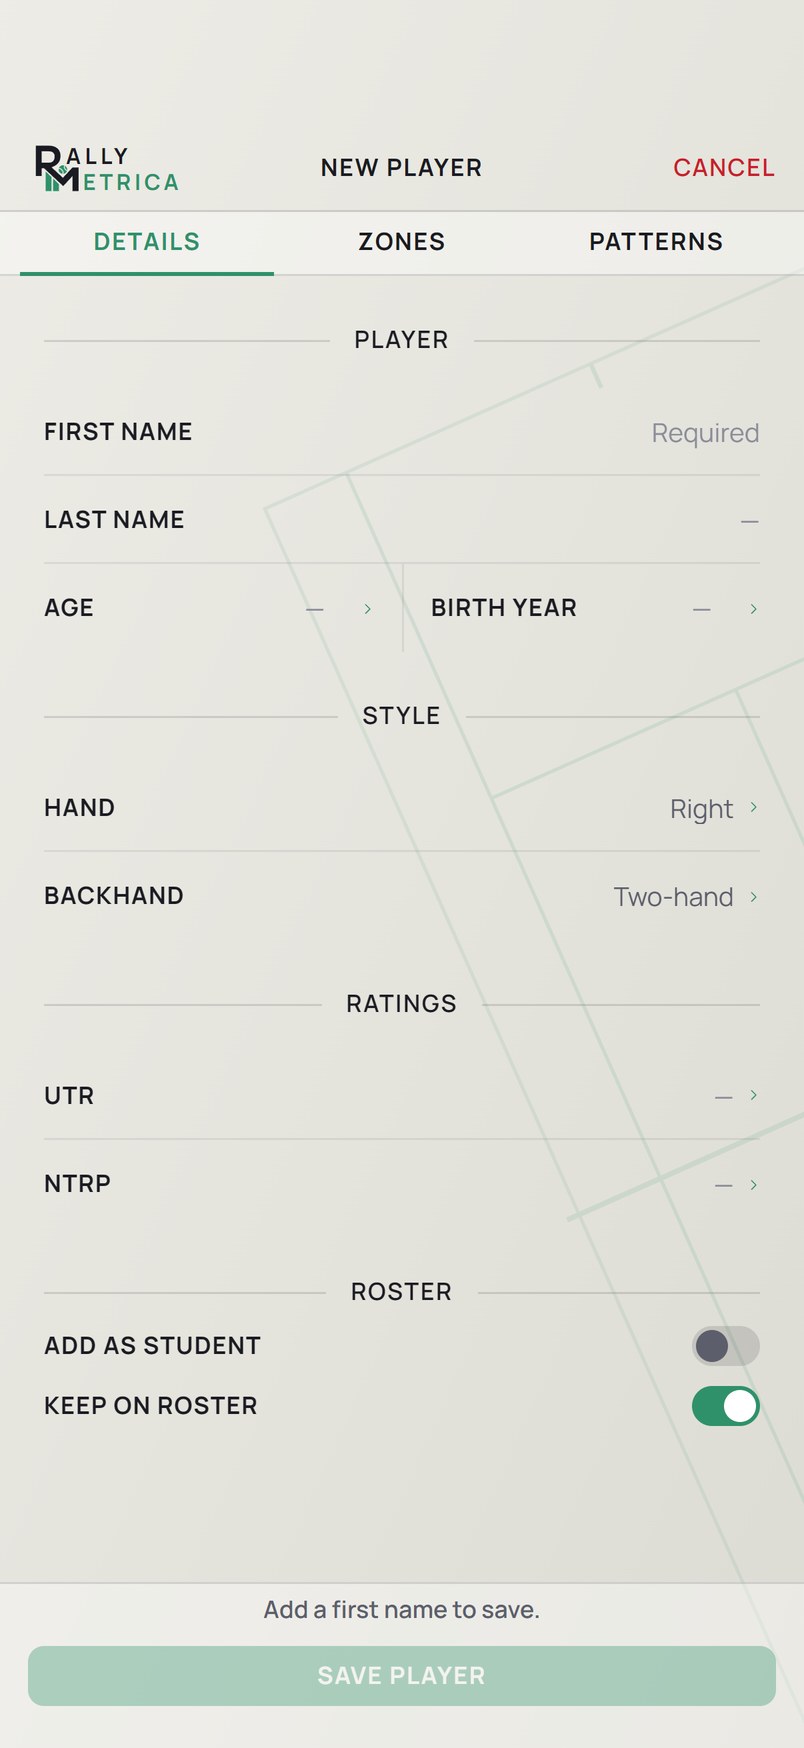 RALLY
METRICA
NEW PLAYER
CANCEL
DETAILS ZONES PATTERNS
PLAYER
FIRST NAME Required
LAST NAME —
AGE — > BIRTH YEAR — >
STYLE
HAND Right >
BACKHAND Two-hand >
RATINGS
UTR — >
NTRP — >
ROSTER
ADD AS STUDENT
KEEP ON ROSTER
Add a first name to save.
SAVE PLAYER